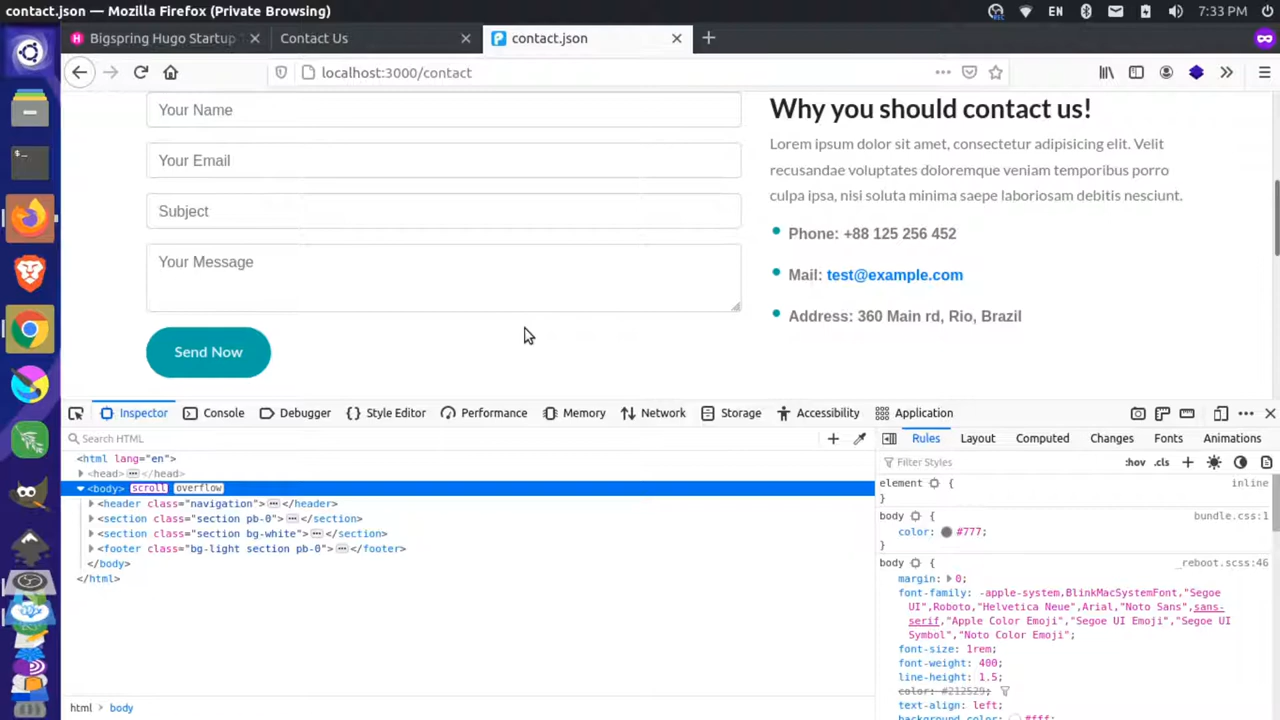 contact.json — Mozilla Firefox (Private Browsing)
EN
7:33 PM
Bigspring Hugo Startup
Contact Us
contact.json
localhost:3000/contact
Your Name
Your Email
Subject
Your Message
Send Now
Why you should contact us!
Lorem ipsum dolor sit amet, consectetur adipisicing elit. Velit
recusandae voluptates doloremque veniam temporibus porro
culpa ipsa, nisi soluta minima saepe laboriosam debitis nesciunt.
Phone: +88 125 256 452
Mail: test@example.com
Address: 360 Main rd, Rio, Brazil
Inspector
Console
Debugger
Style Editor
Performance
Memory
Network
Storage
Accessibility
Application
Search HTML
<html lang="en">
<head>⋯</head>
<body> scroll overflow
<header class="navigation">⋯</header>
<section class="section pb-0">⋯</section>
<section class="section bg-white">⋯</section>
<footer class="bg-light section pb-0">⋯</footer>
</body>
</html>
html › body
Rules
Layout
Computed
Changes
Fonts
Animations
Filter Styles
:hov .cls
element { inline
}
body { bundle.css:1
color: #777;
}
body { _reboot.scss:46
margin: 0;
font-family: -apple-system,BlinkMacSystemFont,"Segoe
UI",Roboto,"Helvetica Neue",Arial,"Noto Sans",sans-
serif,"Apple Color Emoji","Segoe UI Emoji","Segoe UI
Symbol","Noto Color Emoji";
font-size: 1rem;
font-weight: 400;
line-height: 1.5;
color: #212529;
text-align: left;
background color: #fff;